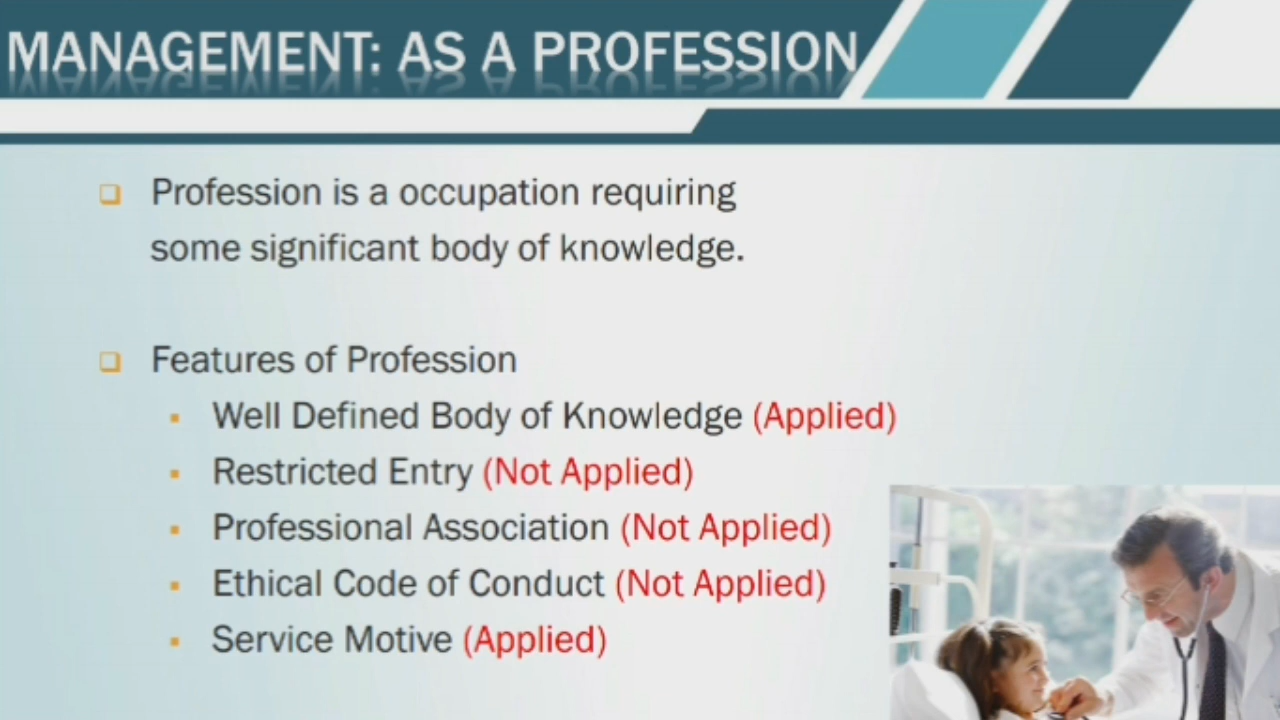 MANAGEMENT: AS A PROFESSION
❑ Profession is a occupation requiring
some significant body of knowledge.
❑ Features of Profession
▪ Well Defined Body of Knowledge (Applied)
▪ Restricted Entry (Not Applied)
▪ Professional Association (Not Applied)
▪ Ethical Code of Conduct (Not Applied)
▪ Service Motive (Applied)